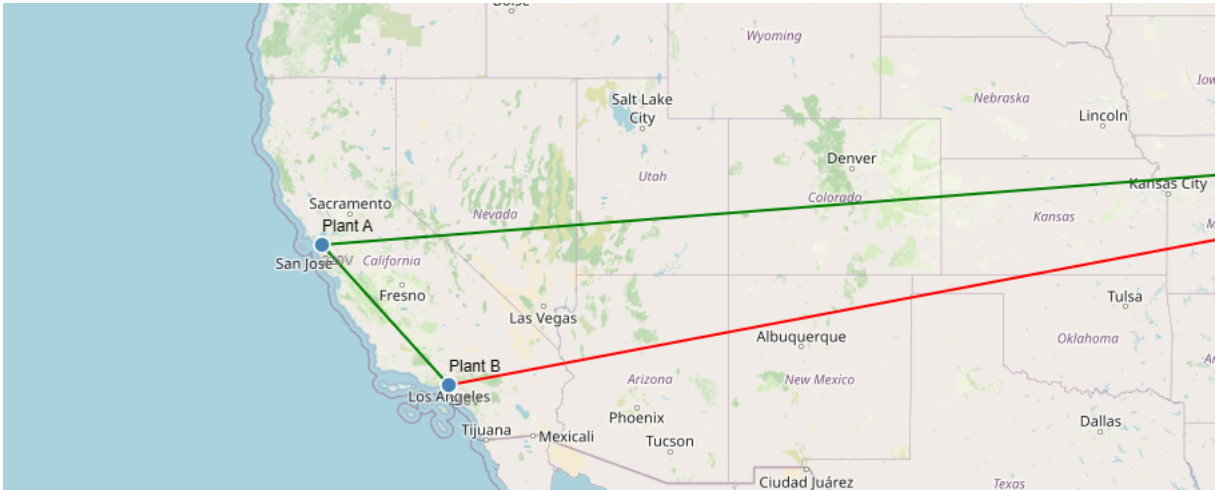 Wyoming
Iow
Nebraska
Salt Lake
City
Lincoln
Denver
Utah
Kansas City
Colorado
Sacramento
Nevada
Kansas
Plant A
San Jose
California
Fresno
Las Vegas
Tulsa
Albuquerque
Oklahoma
Plant B
Arizona
New Mexico
Los Angeles
Phoenix
Dallas
Tijuana
Mexicali
Tucson
Ciudad Juárez
Texas